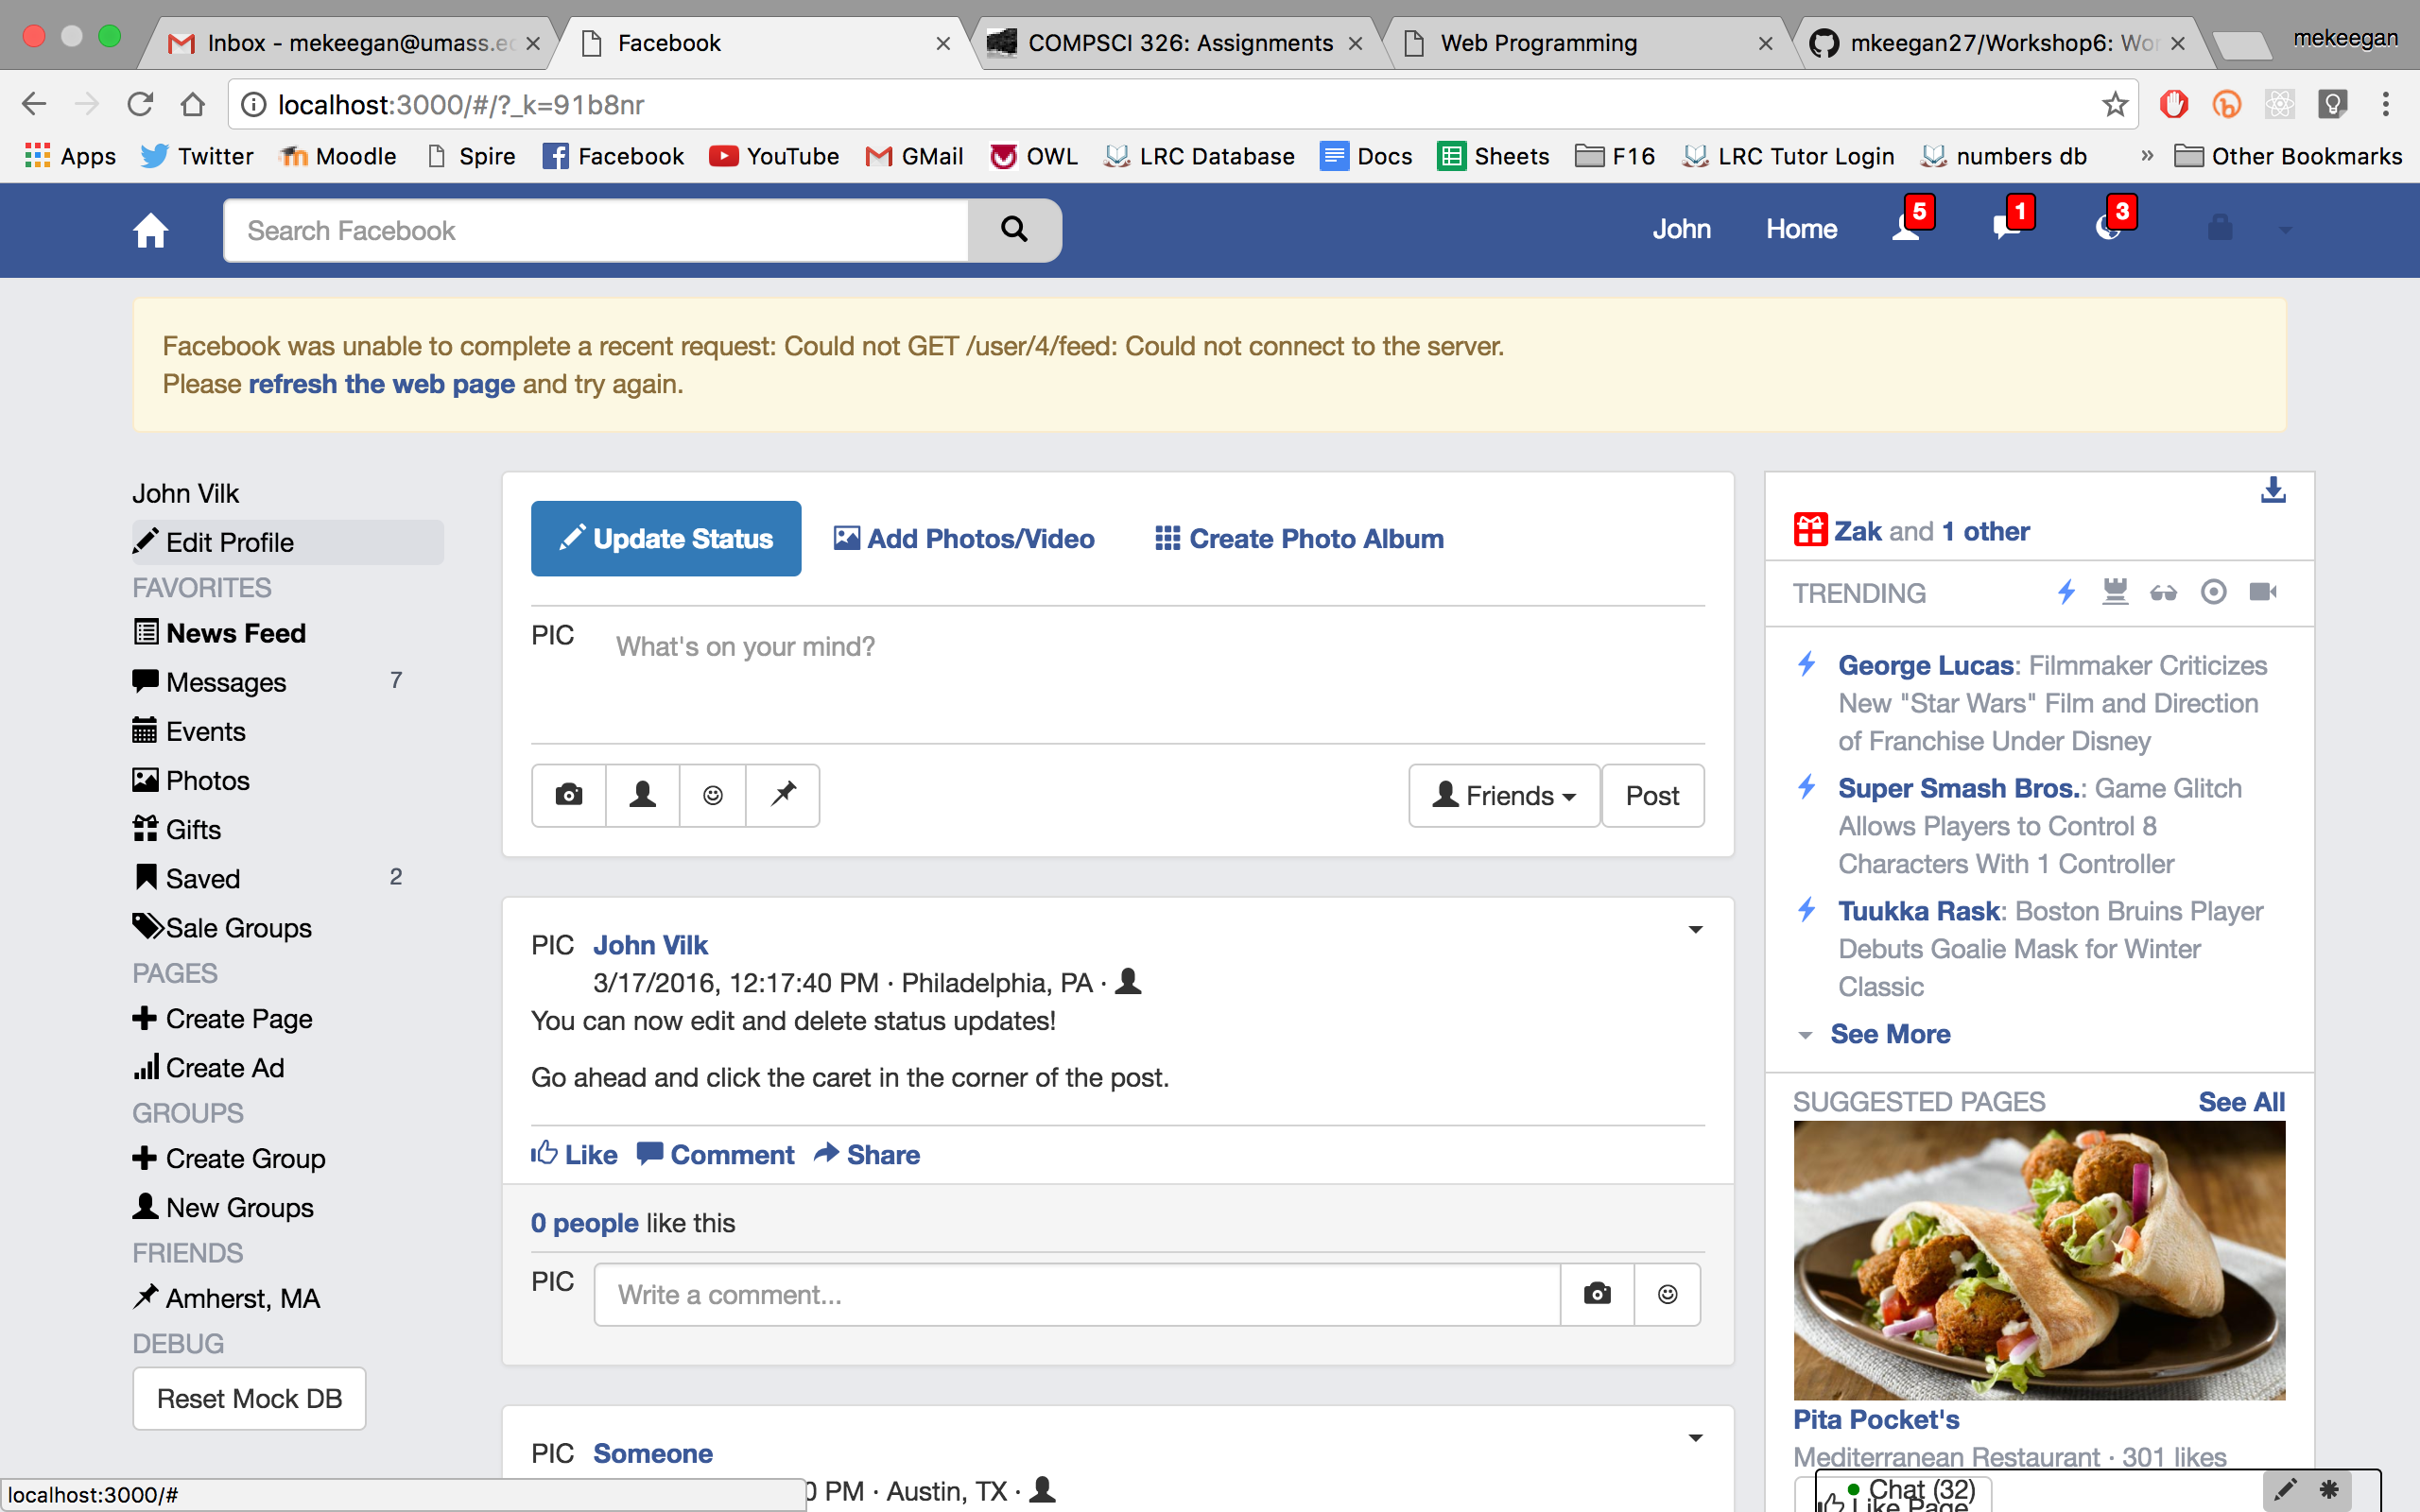 Inbox - mekeegan@umass.ec
Facebook
COMPSCI 326: Assignments
Web Programming
mkeegan27/Workshop6: Wor
mekeegan
localhost:3000/#/?_k=91b8nr
Apps
Twitter
Moodle
Spire
Facebook
YouTube
GMail
OWL
LRC Database
Docs
Sheets
F16
LRC Tutor Login
numbers db
»
Other Bookmarks
Search Facebook
John
Home
5
1
3
Facebook was unable to complete a recent request: Could not GET /user/4/feed: Could not connect to the server.
Please refresh the web page and try again.
John Vilk
Edit Profile
FAVORITES
News Feed
Messages 7
Events
Photos
Gifts
Saved 2
Sale Groups
PAGES
Create Page
Create Ad
GROUPS
Create Group
New Groups
FRIENDS
Amherst, MA
DEBUG
Reset Mock DB
Update Status
Add Photos/Video
Create Photo Album
PIC What's on your mind?
Friends
Post
PIC John Vilk
3/17/2016, 12:17:40 PM · Philadelphia, PA ·
You can now edit and delete status updates!
Go ahead and click the caret in the corner of the post.
Like Comment Share
0 people like this
PIC Write a comment...
PIC Someone
0 PM · Austin, TX ·
Zak and 1 other
TRENDING
George Lucas: Filmmaker Criticizes
New "Star Wars" Film and Direction
of Franchise Under Disney
Super Smash Bros.: Game Glitch
Allows Players to Control 8
Characters With 1 Controller
Tuukka Rask: Boston Bruins Player
Debuts Goalie Mask for Winter
Classic
See More
SUGGESTED PAGES See All
Pita Pocket's
Mediterranean Restaurant · 301 likes
Chat (32)
Like Page
localhost:3000/#